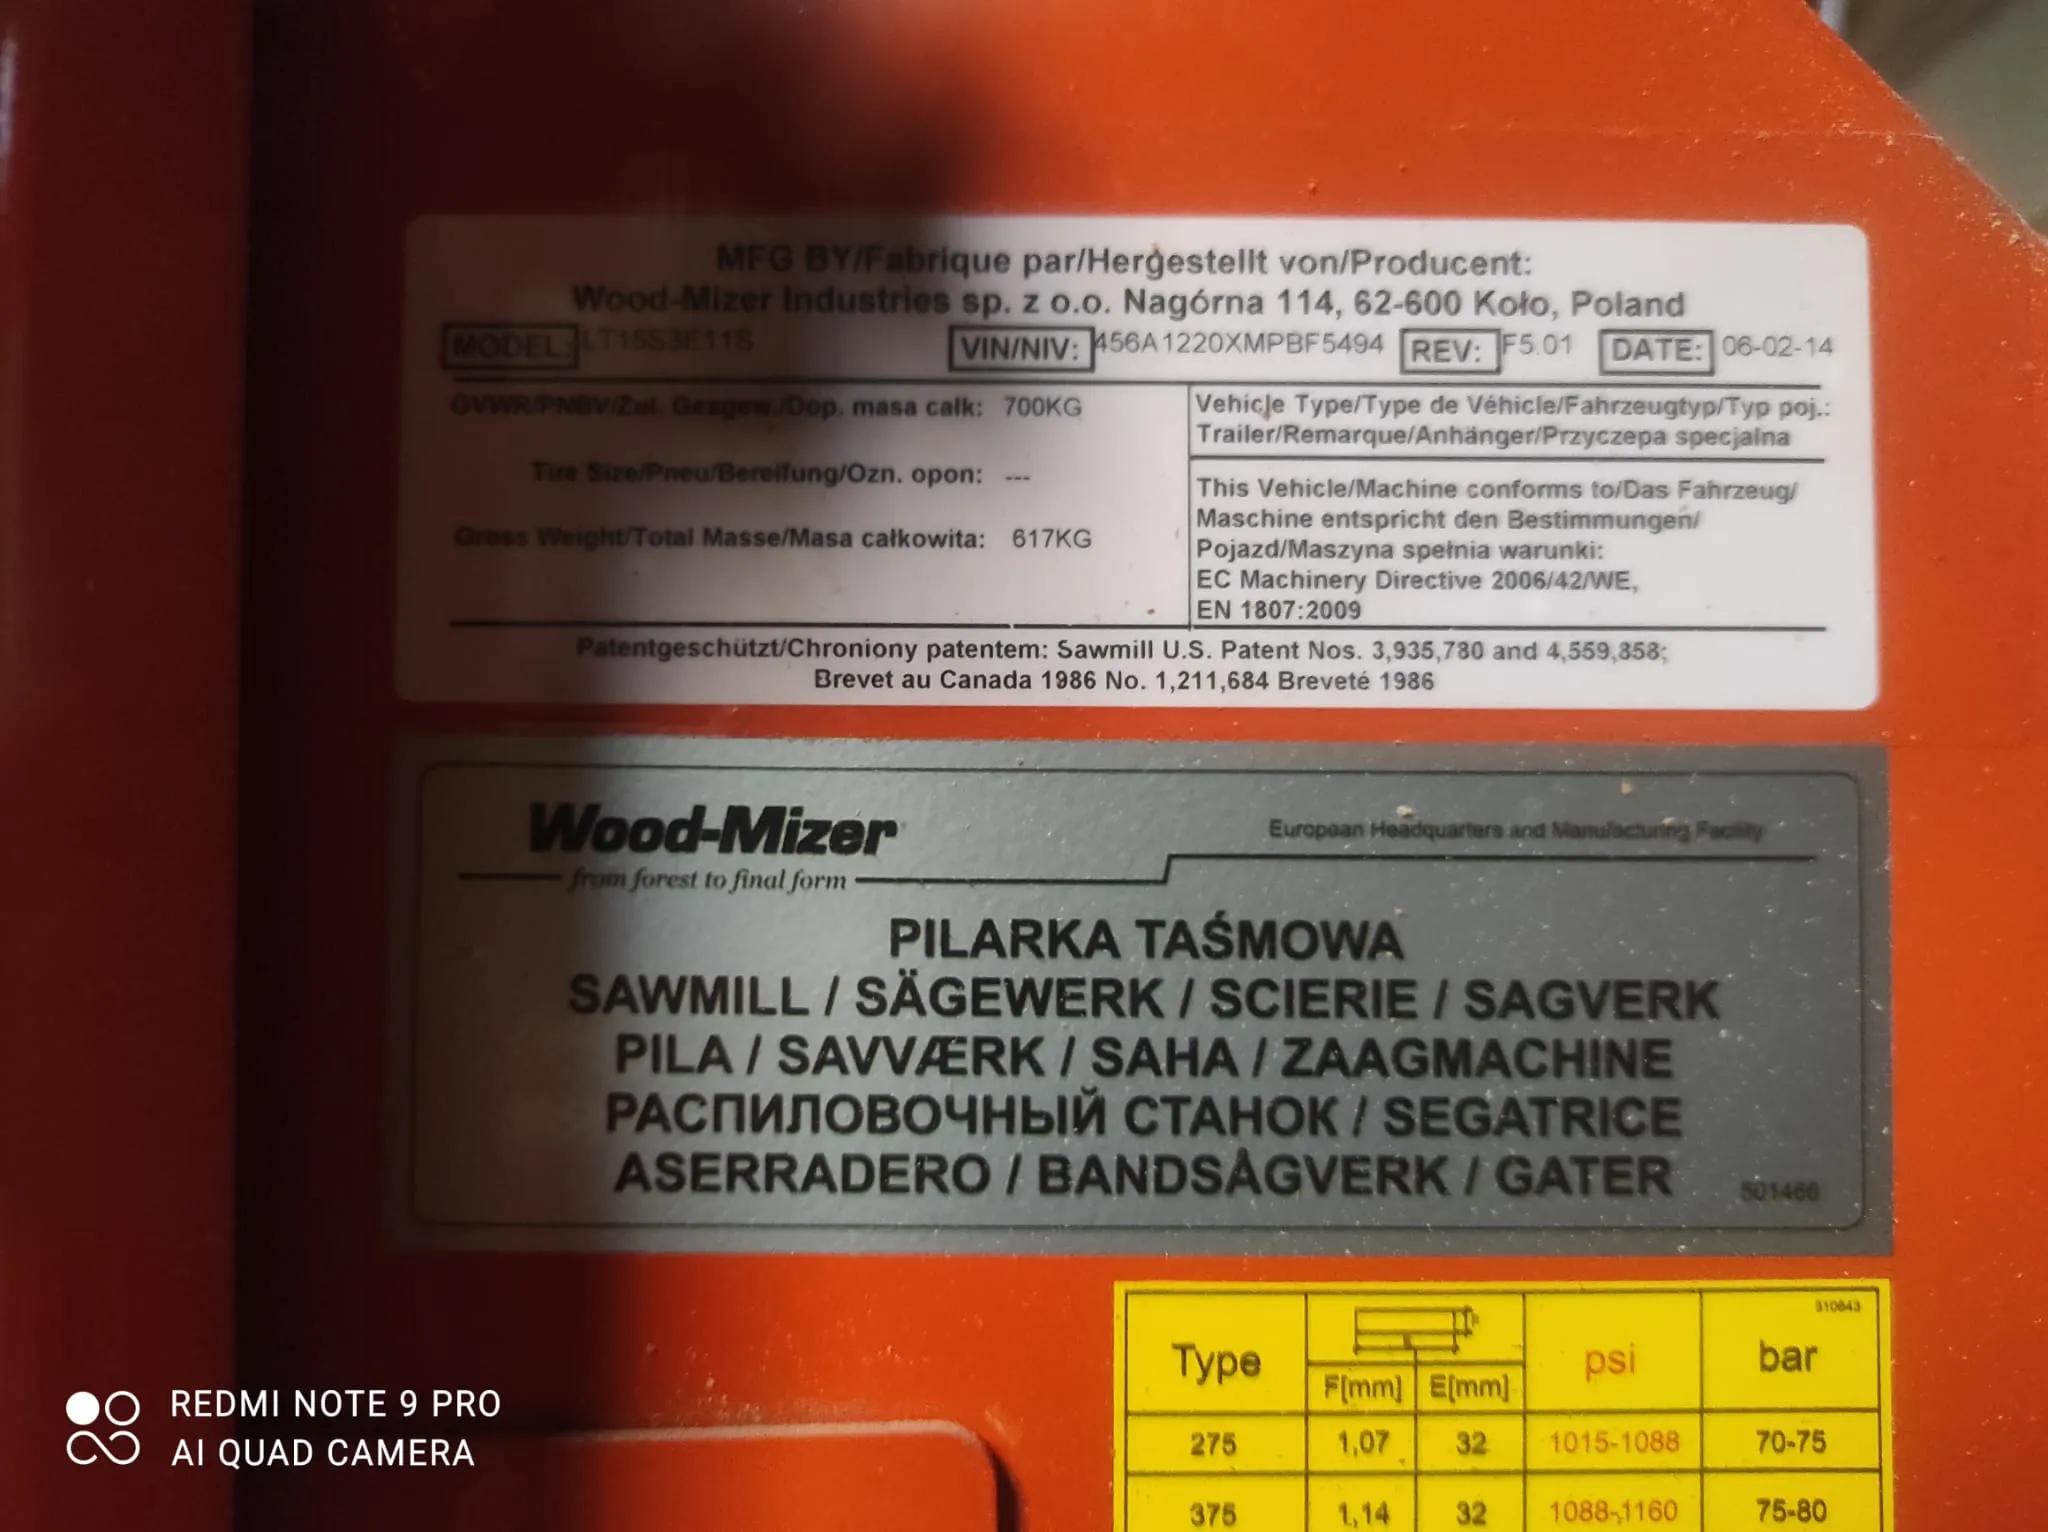 MFG BY/Fabrique par/Hergestellt von/Producent:
Wood-Mizer Industries sp. z o.o. Nagórna 114, 62-600 Koło, Poland
MODEL: LT15S3E11S VIN/NIV: 456A1220XMPBF5494 REV: F5.01 DATE: 06-02-14
GVWR/PNBV/Zul. Gesgew./Dop. masa całk: 700KG
Tire Size/Pneu/Bereifung/Ozn. opon: ---
Gross Weight/Total Masse/Masa całkowita: 617KG
Vehicle Type/Type de Véhicle/Fahrzeugtyp/Typ poj.:
Trailer/Remarque/Anhänger/Przyczepa specjalna
This Vehicle/Machine conforms to/Das Fahrzeug/
Maschine entspricht den Bestimmungen/
Pojazd/Maszyna spełnia warunki:
EC Machinery Directive 2006/42/WE,
EN 1807:2009
Patentgeschützt/Chroniony patentem: Sawmill U.S. Patent Nos. 3,935,780 and 4,559,858;
Brevet au Canada 1986 No. 1,211,684 Breveté 1986
Wood-Mizer
from forest to final form
European Headquarters and Manufacturing Facility
PILARKA TAŚMOWA
SAWMILL / SÄGEWERK / SCIERIE / SAGVERK
PILA / SAVVÆRK / SAHA / ZAAGMACHINE
РАСПИЛОВОЧНЫЙ СТАНОК / SEGATRICE
ASERRADERO / BANDSÅGVERK / GATER
501466
310643
Type F[mm] E[mm] psi bar
275 1,07 32 1015-1088 70-75
375 1,14 32 1088-1160 75-80
REDMI NOTE 9 PRO
AI QUAD CAMERA